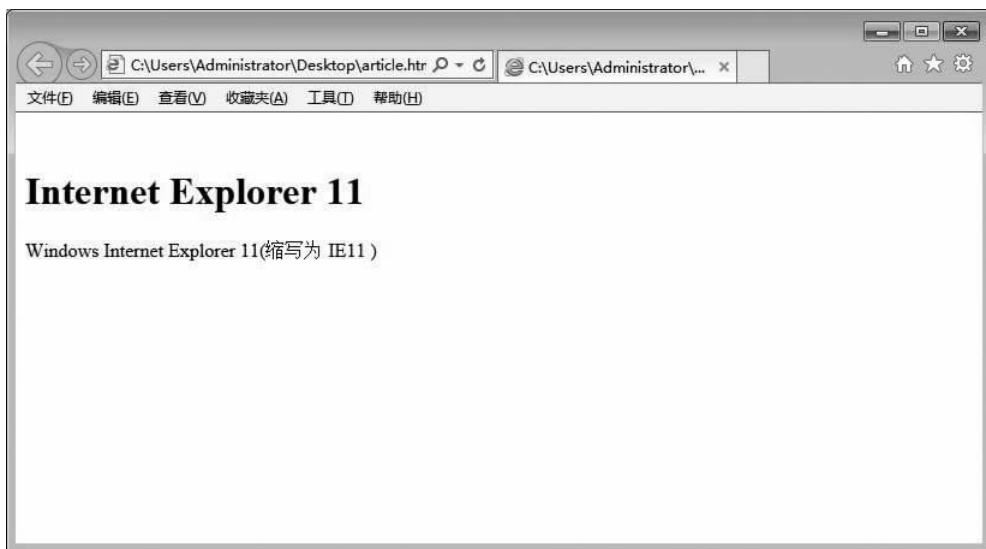 C:\Users\Administrator\Desktop\article.htr
C:\Users\Administrator\...
文件(F) 编辑(E) 查看(V) 收藏夹(A) 工具(T) 帮助(H)
Internet Explorer 11
Windows Internet Explorer 11(缩写为 IE11 )